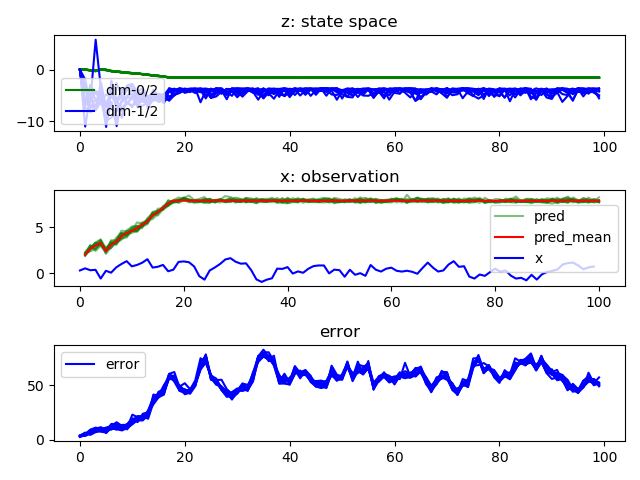 z: state space
0
−10
dim-0/2
dim-1/2
0 20 40 60 80 100
x: observation
5
0
pred
pred_mean
x
0 20 40 60 80 100
error
50
0
error
0 20 40 60 80 100